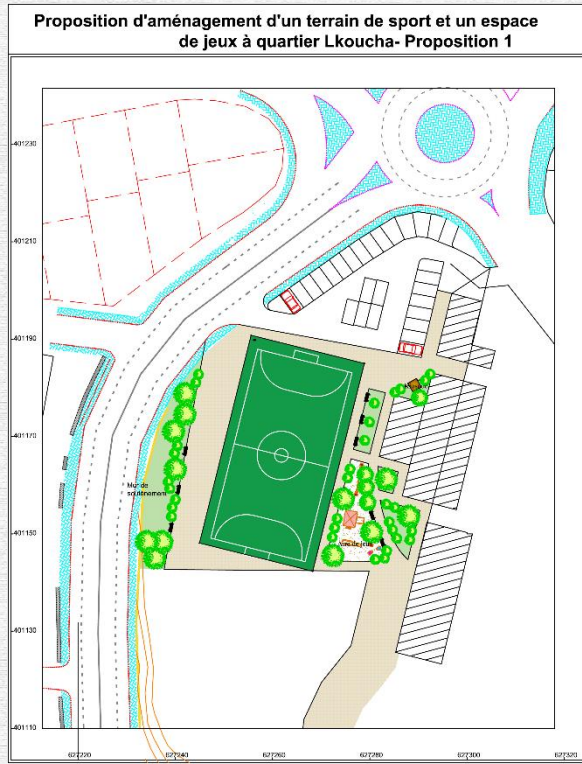 Proposition d'aménagement d'un terrain de sport et un espace
de jeux à quartier Lkoucha- Proposition 1
401230
401210
401190
401170
Mur de
soutènement
401150
Aire de jeux
401130
401110
627220 627240 627260 627280 627300 627320